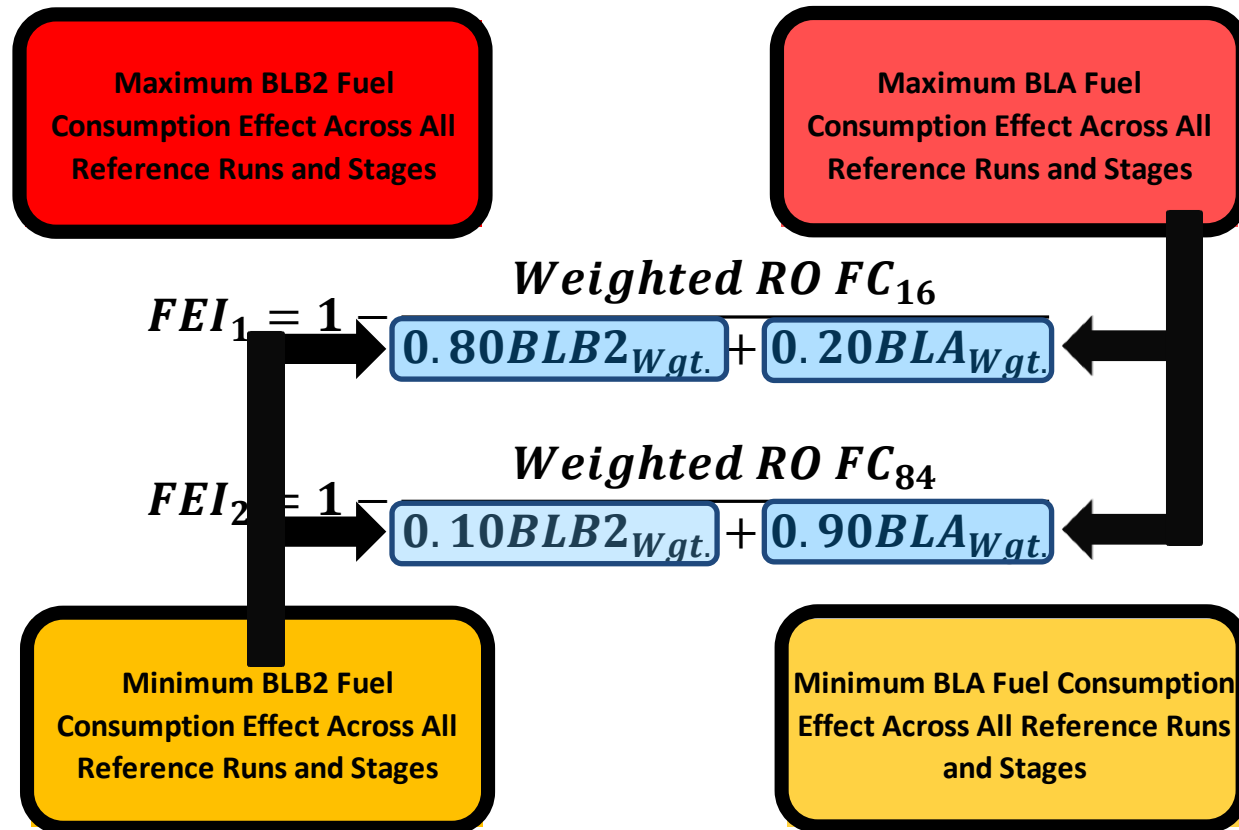 Maximum BLB2 Fuel
Consumption Effect Across All
Reference Runs and Stages
Maximum BLA Fuel
Consumption Effect Across All
Reference Runs and Stages
Weighted RO FC₁₆
FEI₁ = 1 −
0.80BLB2Wgt. + 0.20BLAWgt.
Weighted RO FC₈₄
FEI₂ = 1 −
0.10BLB2Wgt. + 0.90BLAWgt.
Minimum BLB2 Fuel
Consumption Effect Across All
Reference Runs and Stages
Minimum BLA Fuel Consumption
Effect Across All Reference Runs
and Stages